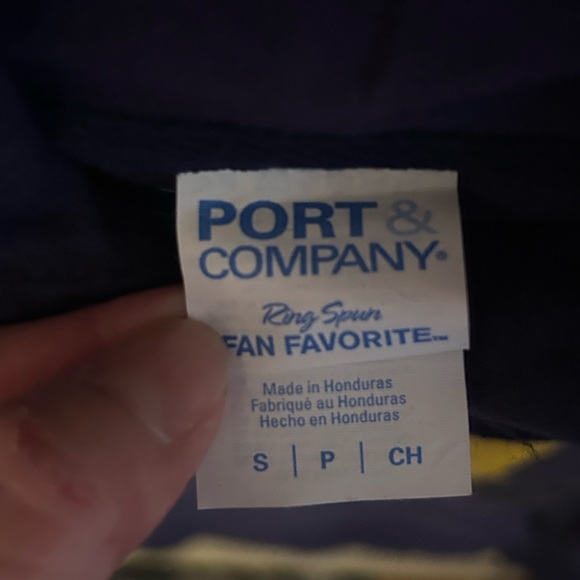 PORT &
COMPANY®
Ring Spun
FAN FAVORITE™
Made in Honduras
Fabriqué au Honduras
Hecho en Honduras
S | P | CH